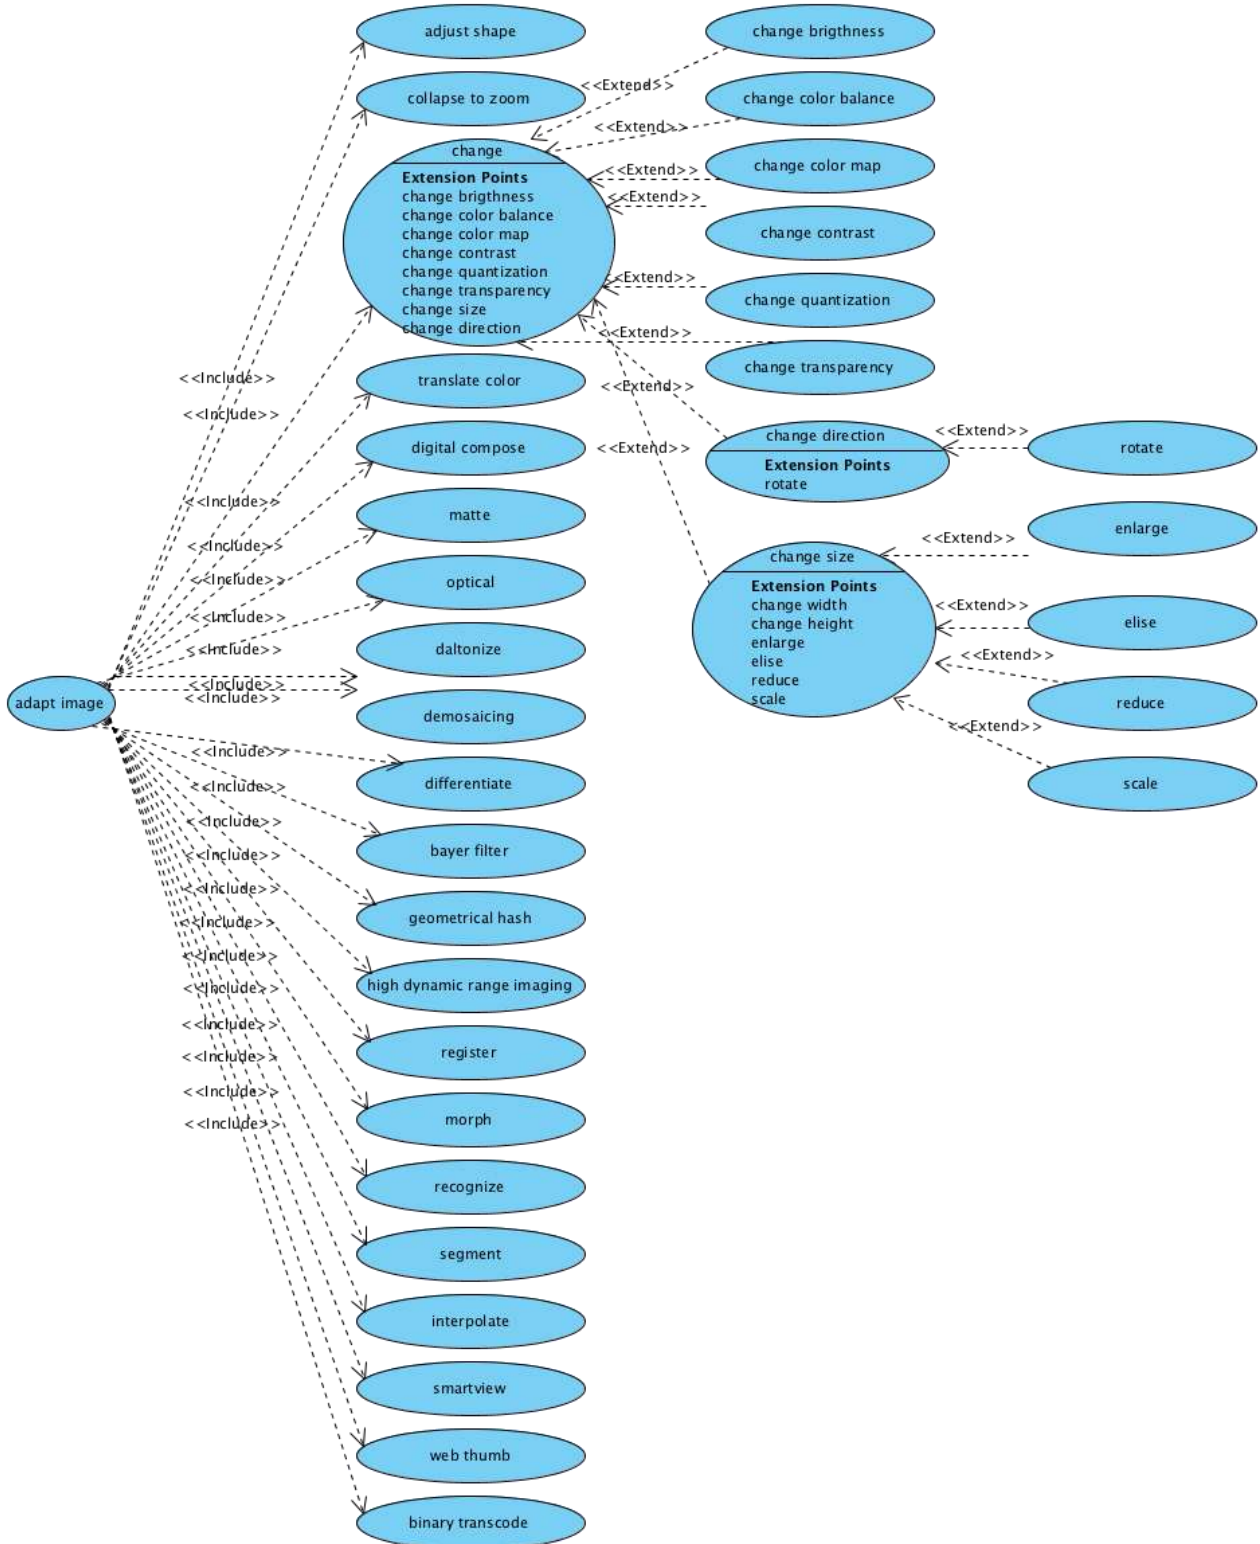 adjust shape
change brigthness
<<Extend>>
collapse to zoom
change color balance
<<Extend>>
change
Extension Points
change brigthness
change color balance
change color map
change contrast
change quantization
change transparency
change size
change direction
<<Extend>>
change color map
<<Extend>>
change contrast
<<Extend>>
change quantization
<<Extend>>
change transparency
<<Include>>
translate color
<<Extend>>
<<Include>>
<<Extend>>
change direction
Extension Points
rotate
<<Extend>>
rotate
digital compose
<<Include>>
matte
<<Include>>
enlarge
<<Extend>>
change size
Extension Points
change width
change height
enlarge
elise
reduce
scale
<<Include>>
optical
<<Include>>
<<Extend>>
elise
<<Include>>
daltonize
<<Extend>>
<<Include>>
<<Include>>
adapt image
reduce
demosaicing
<<Extend>>
<<Include>>
differentiate
scale
<<Include>>
<<Include>>
bayer filter
<<Include>>
<<Include>>
geometrical hash
<<Include>>
<<Include>>
high dynamic range imaging
<<Include>>
<<Include>>
register
<<Include>>
<<Include>>
morph
<<Include>>
recognize
segment
interpolate
smartview
web thumb
binary transcode